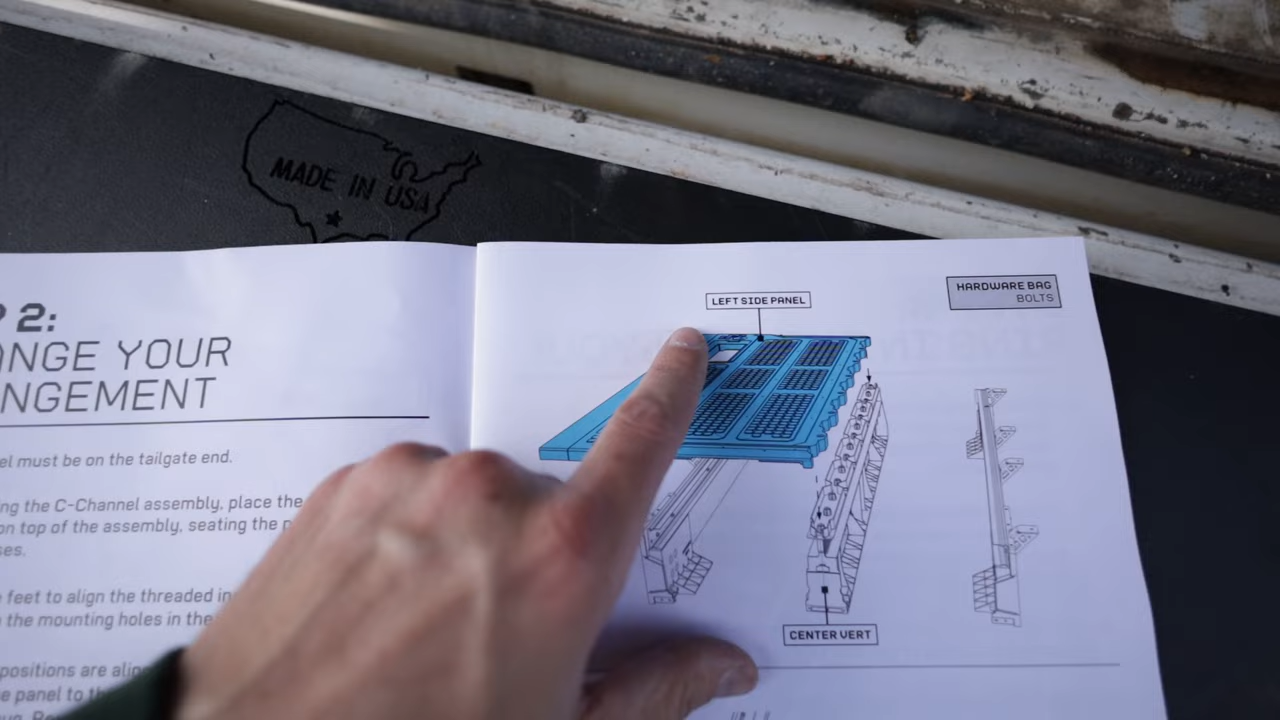 MADE IN USA
2:
ANGE YOUR
NGEMENT
el must be on the tailgate end.
ing the C-Channel assembly, place the
on top of the assembly, seating the
ses.
feet to align the threaded in
the mounting holes in the
positions are alig
e panel to th
LEFT SIDE PANEL
HARDWARE BAG
BOLTS
CENTER VERT